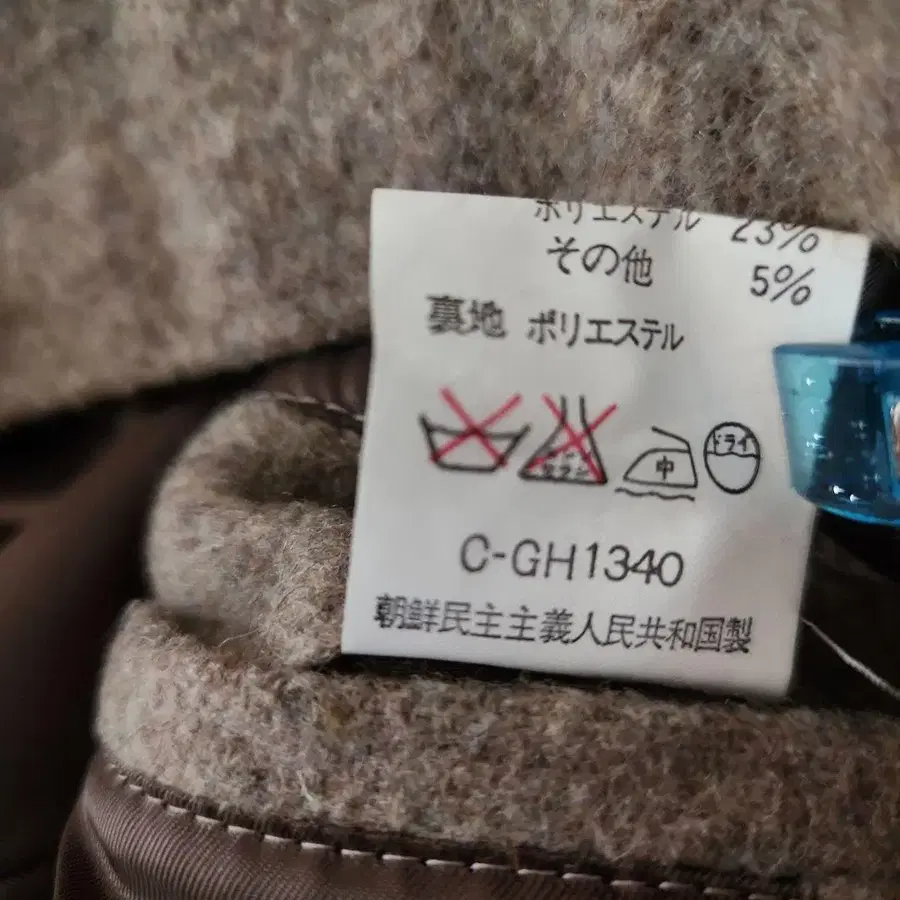 ポリエステル 23%
その他 5%
裏地 ポリエステル
中 ドライ
C-GH1340
朝鮮民主主義人民共和国製